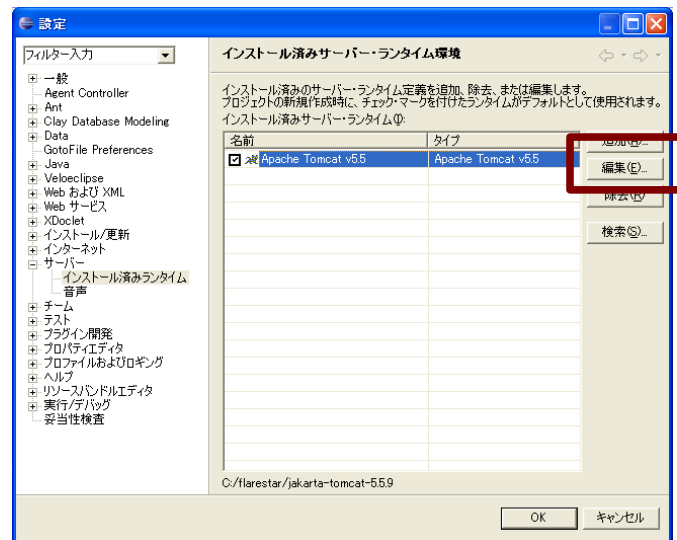 設定
フィルター入力
インストール済みサーバー・ランタイム環境
一般
Agent Controller
Ant
Clay Database Modeling
Data
GotoFile Preferences
Java
Veloeclipse
Web および XML
Web サービス
XDoclet
インストール/更新
インターネット
サーバー
インストール済みランタイム
音声
チーム
テスト
プラグイン開発
プロパティエディタ
プロファイルおよびロギング
ヘルプ
リソースバンドルエディタ
実行/デバッグ
妥当性検査
インストール済みのサーバー・ランタイム定義を追加、除去、または編集します。
プロジェクトの新規作成時に、チェック・マークを付けたランタイムがデフォルトとして使用されます。
インストール済みサーバー・ランタイム(I):
名前 タイプ
Apache Tomcat v5.5 Apache Tomcat v5.5
編集(E)...
除去(R)
検索(S)...
C:/flarestar/jakarta-tomcat-5.5.9
OK キャンセル